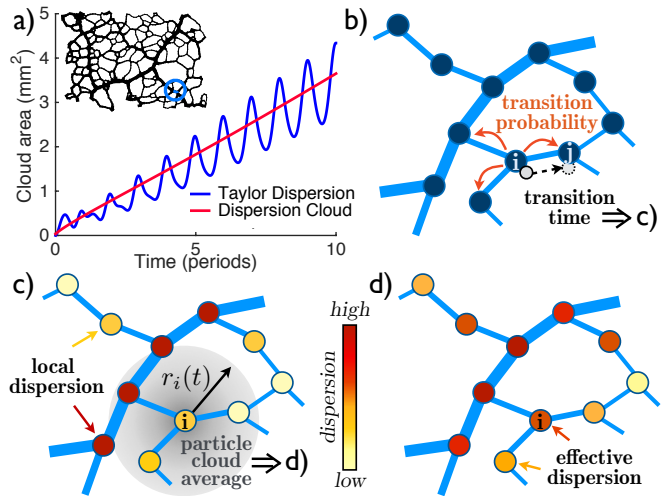 a)
Cloud area (mm²)
5
4
3
2
1
0
0
5
10
Taylor Dispersion
Dispersion Cloud
Time (periods)
b)
transition
probability
i
j
transition
time ⇒ c)
c)
local
dispersion
r_i(t)
i
particle
cloud
average
⇒ d)
high
dispersion
low
d)
i
effective
dispersion